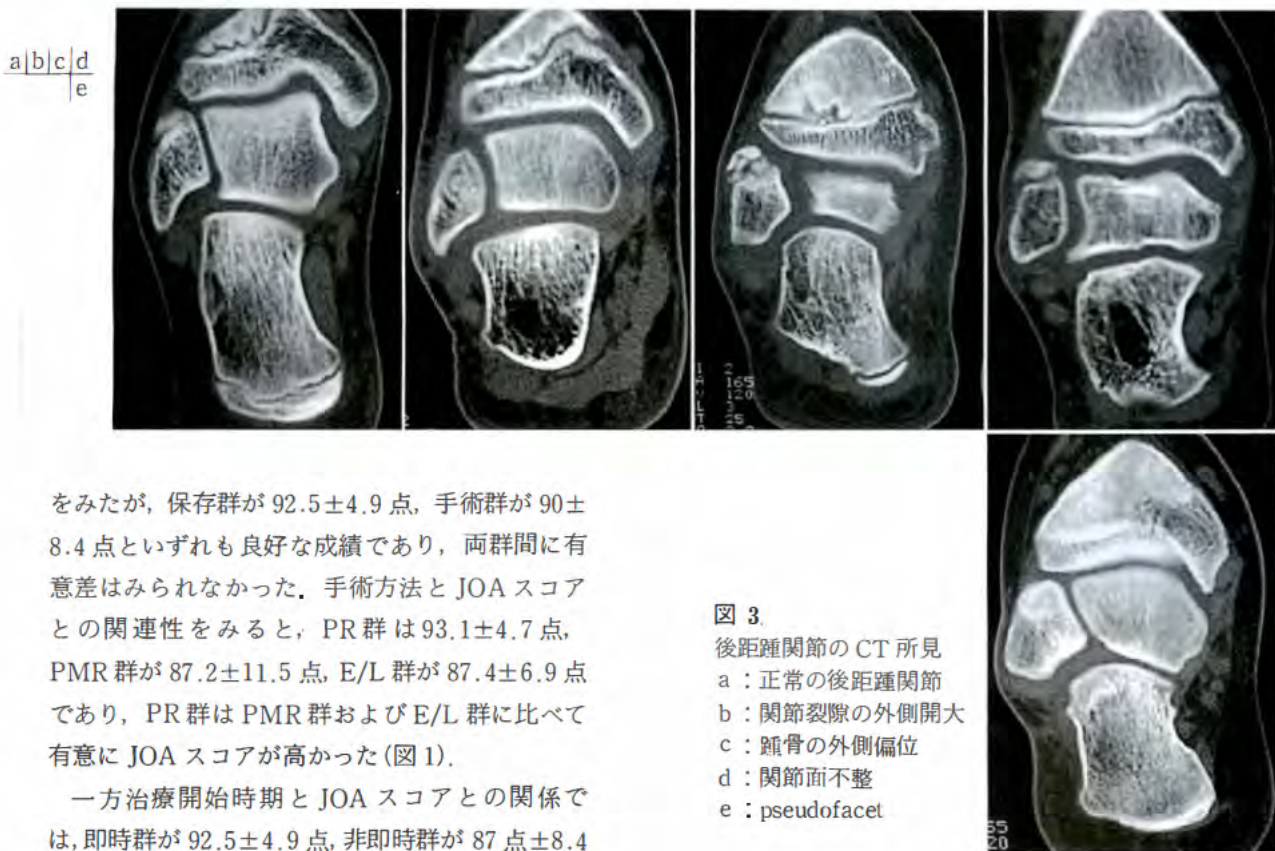 a|b|c|d
e
1 2
165
120
25
をみたが, 保存群が 92.5±4.9 点, 手術群が 90±
8.4 点といずれも良好な成績であり, 両群間に有
意差はみられなかった. 手術方法と JOA スコア
との関連性をみると, PR 群は 93.1±4.7 点,
PMR 群が 87.2±11.5 点, E/L 群が 87.4±6.9 点
であり, PR 群は PMR 群および E/L 群に比べて
有意に JOA スコアが高かった(図 1).
一方治療開始時期と JOA スコアとの関係で
は, 即時群が 92.5±4.9 点, 非即時群が 87 点±8.4
図 3.
後距踵関節の CT 所見
a：正常の後距踵関節
b：関節裂隙の外側開大
c：踵骨の外側偏位
d：関節面不整
e：pseudofacet
20